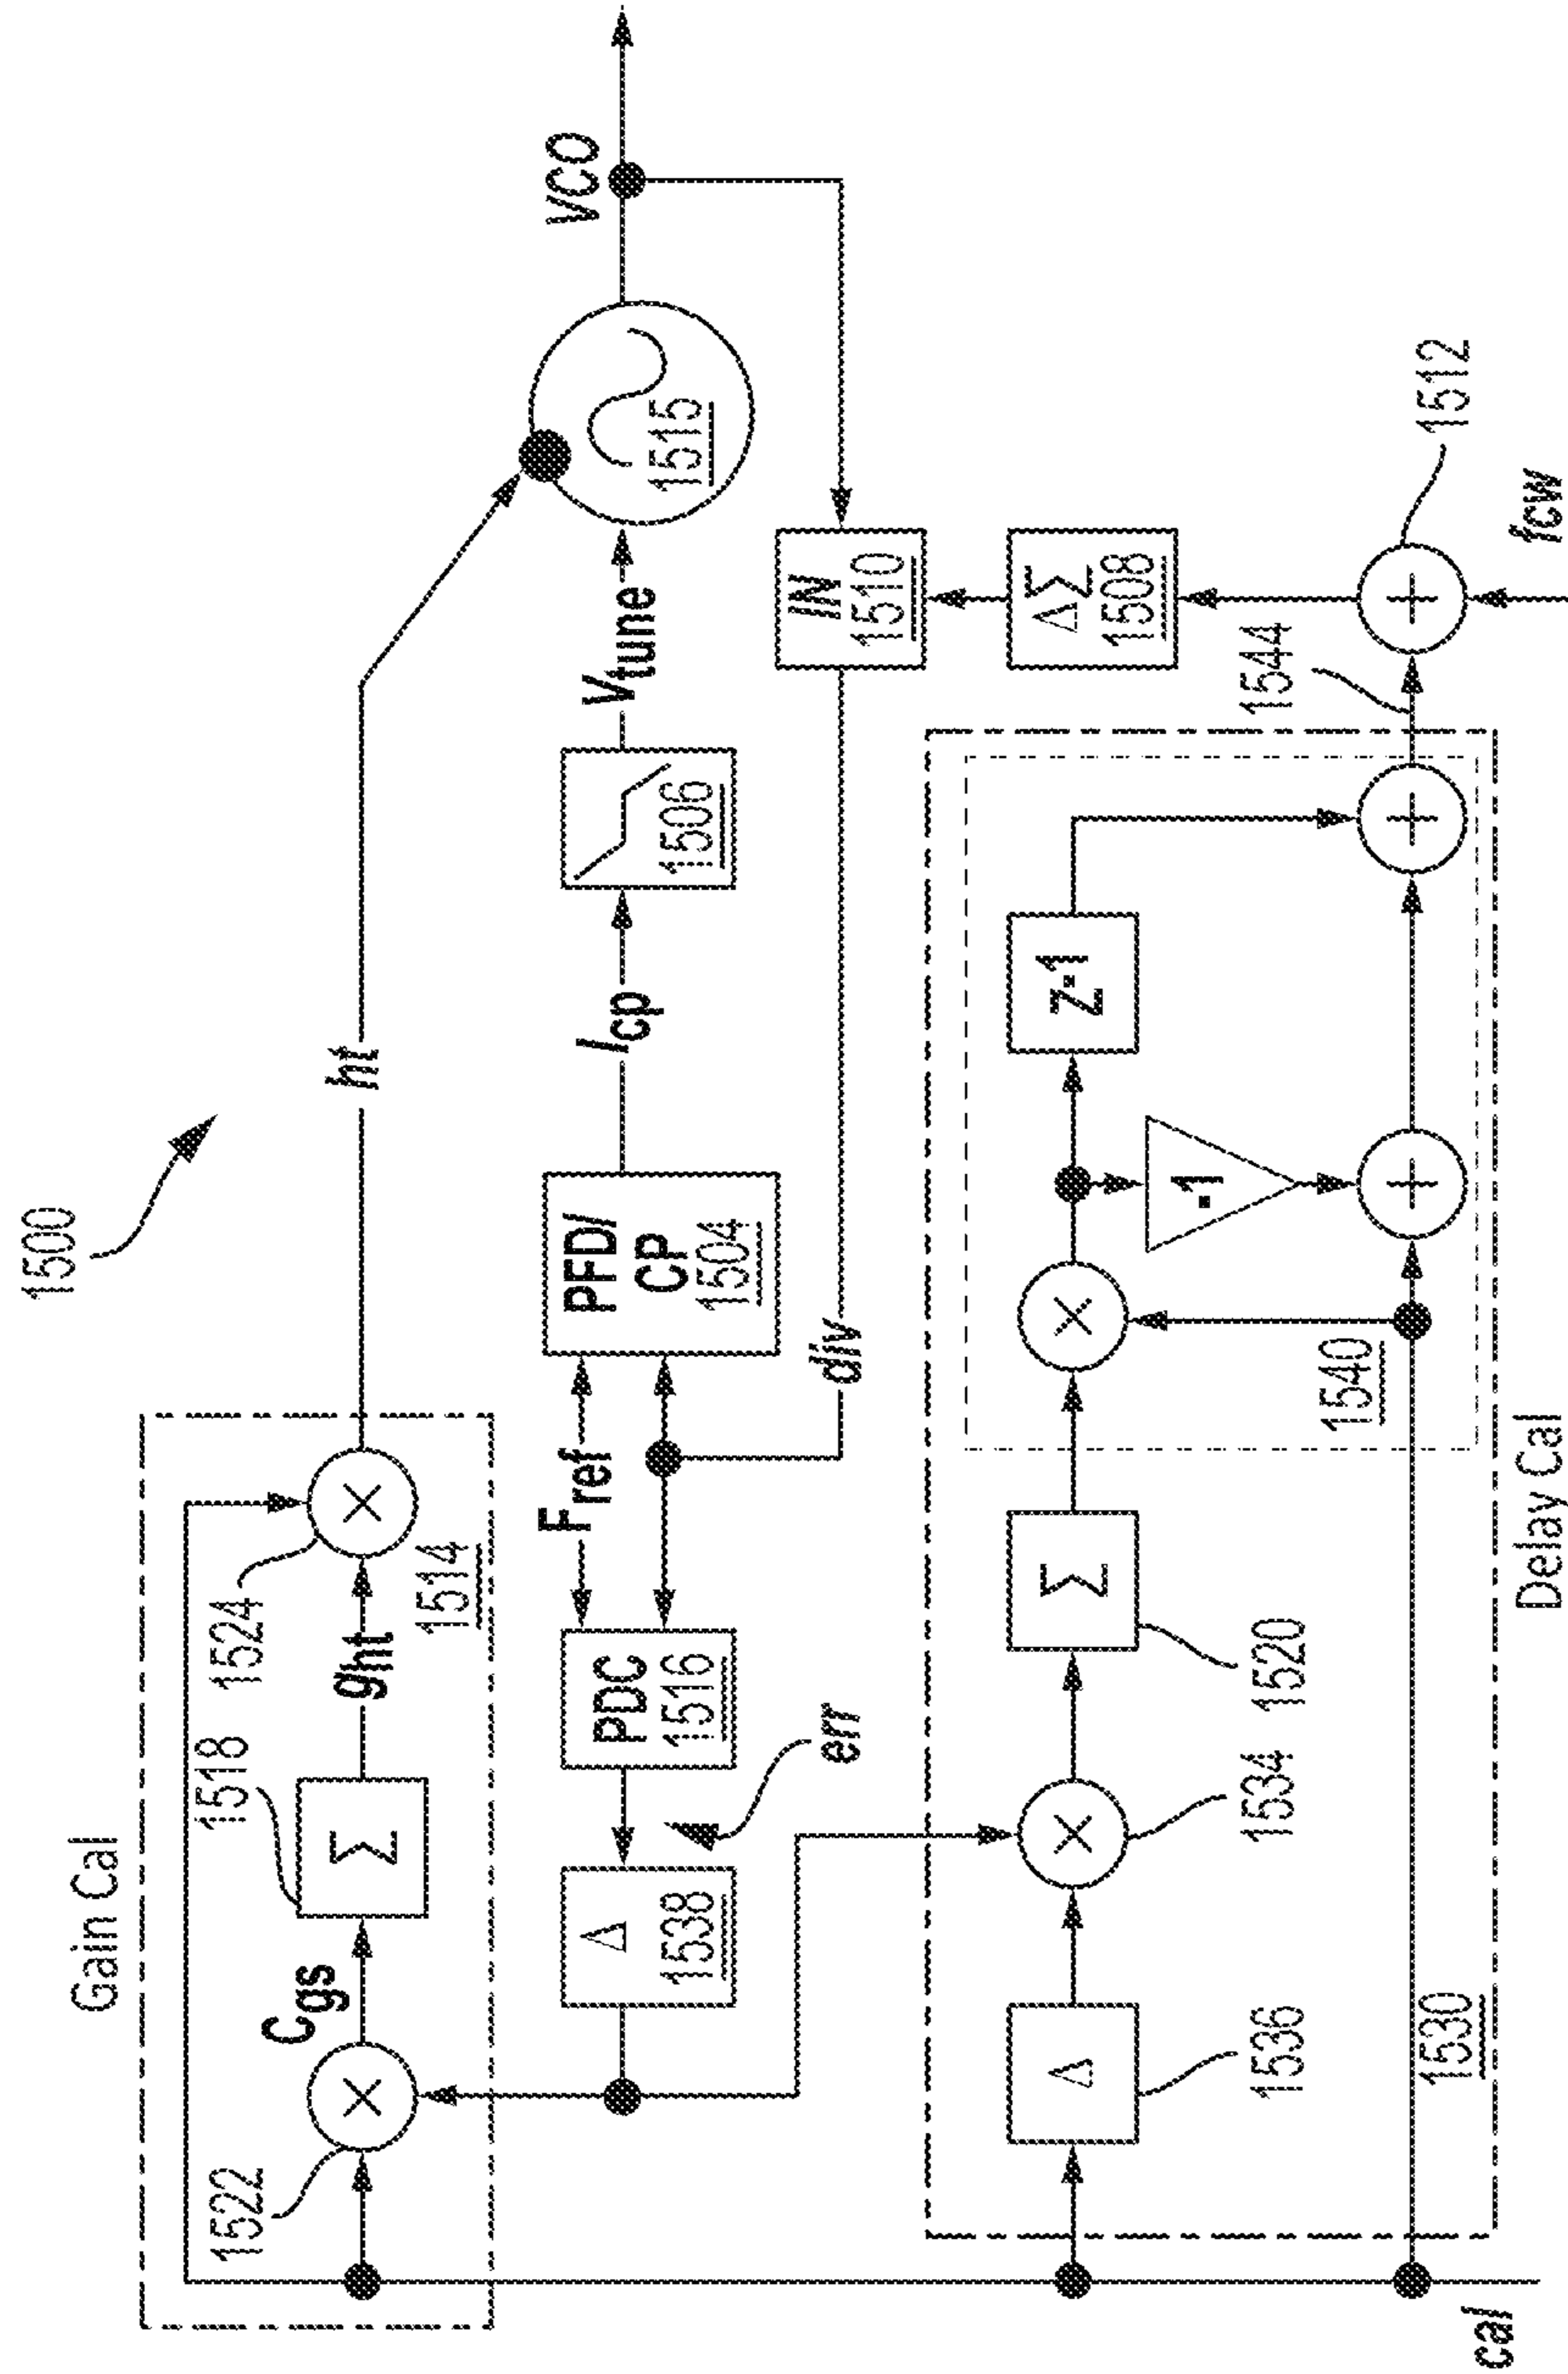 1500
Gain Cal
1522
Cgs
1518
Σ
ght
1524
1514
ht
Δ
1538
err
PDC
1516
Fref
PFD/
CP
1504
Icp
1506
Vtune
1515
VCO
div
IN
1510
ΔΣ
1508
1512
fcw
1544
Δ
1536
1534
Σ
1520
1540
-1
Z-1
1530
cal
Delay Cal